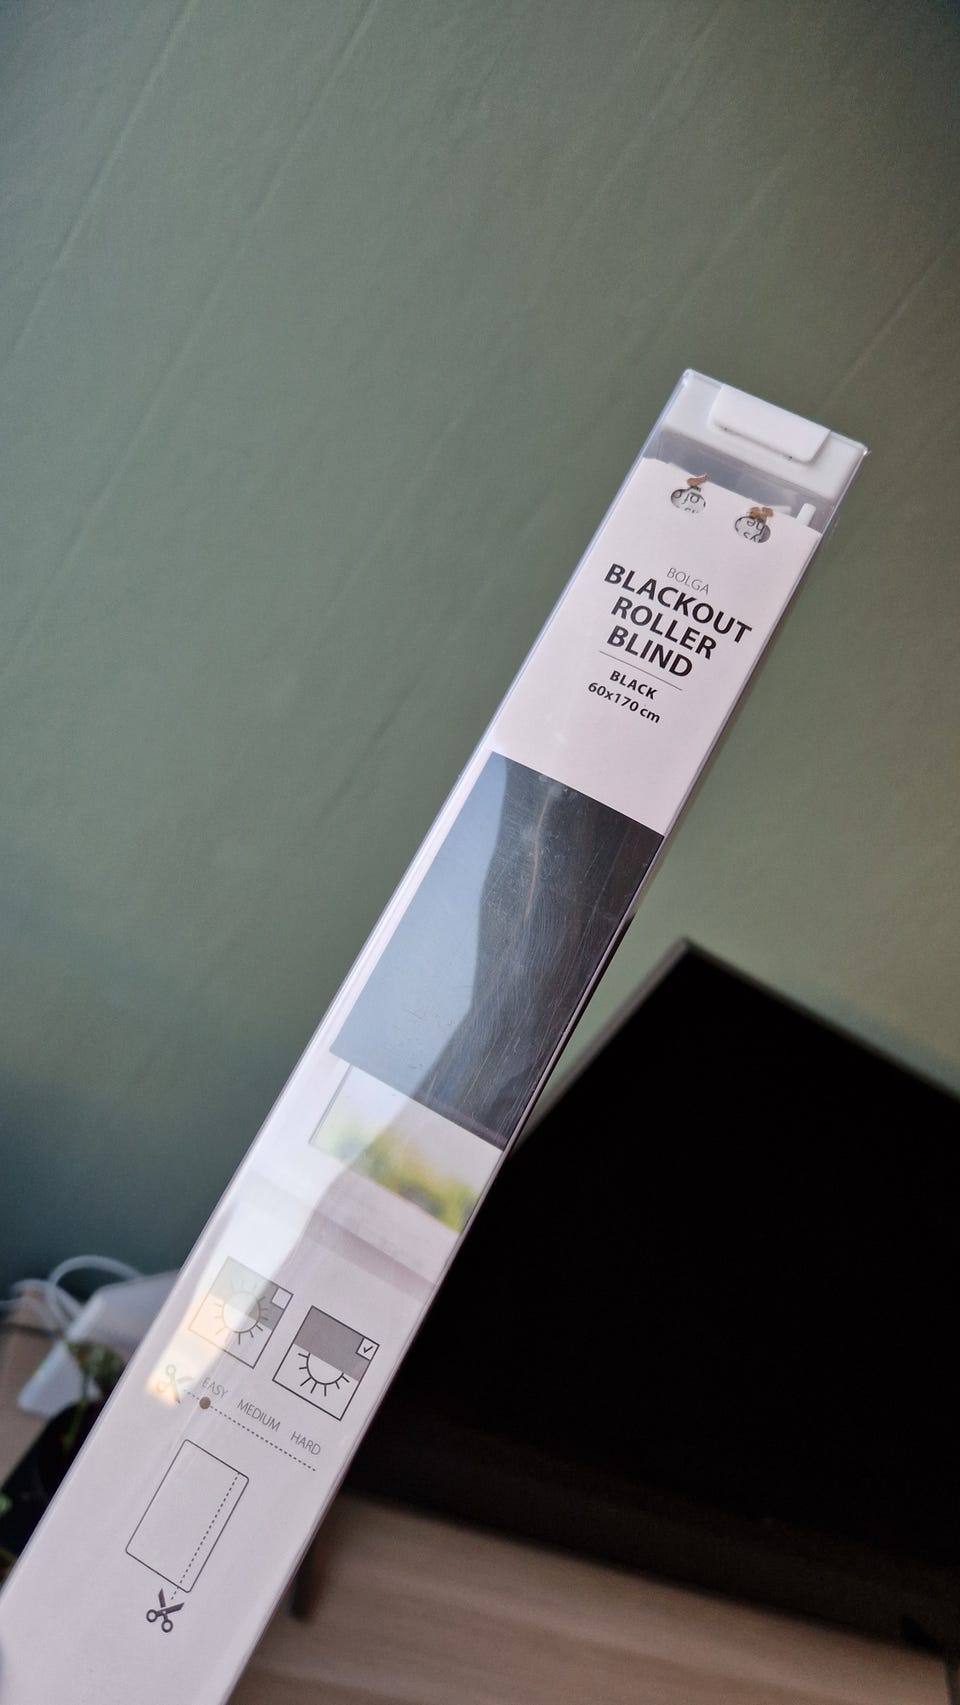 BOLGA
BLACKOUT
ROLLER
BLIND
BLACK
60x170 cm
EASY MEDIUM HARD